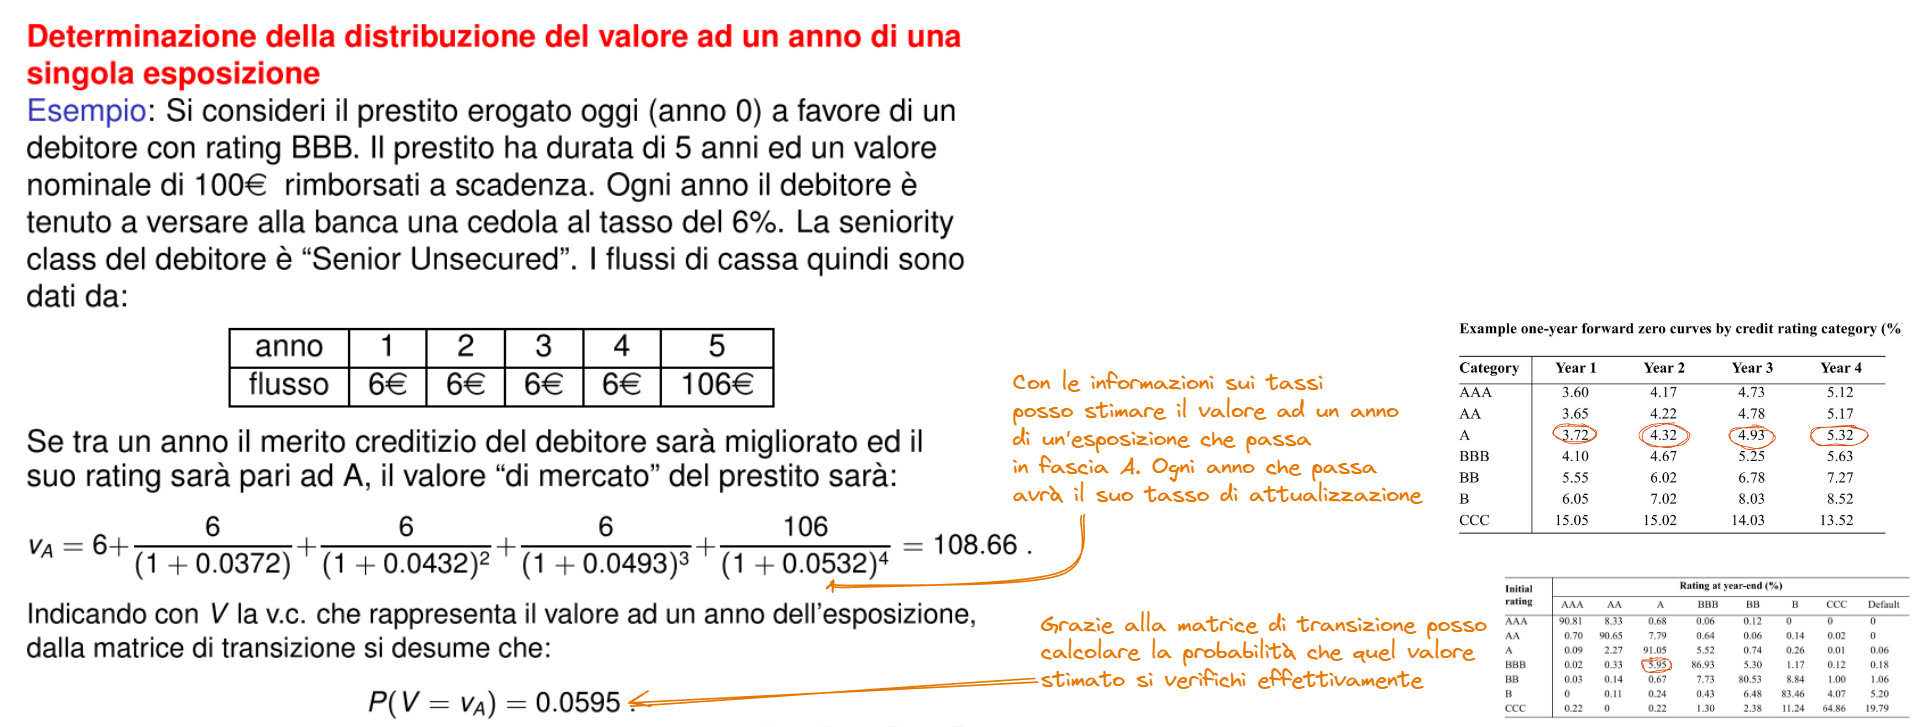 Determinazione della distribuzione del valore ad un anno di una
singola esposizione
Esempio: Si consideri il prestito erogato oggi (anno 0) a favore di un
debitore con rating BBB. Il prestito ha durata di 5 anni ed un valore
nominale di 100€ rimborsati a scadenza. Ogni anno il debitore è
tenuto a versare alla banca una cedola al tasso del 6%. La seniority
class del debitore è “Senior Unsecured”. I flussi di cassa quindi sono
dati da:
anno 1 2 3 4 5
flusso 6€ 6€ 6€ 6€ 106€
Se tra un anno il merito creditizio del debitore sarà migliorato ed il
suo rating sarà pari ad A, il valore “di mercato” del prestito sarà:
v_A = 6 + 6/(1 + 0.0372) + 6/(1 + 0.0432)² + 6/(1 + 0.0493)³ + 106/(1 + 0.0532)⁴ = 108.66 .
Indicando con V la v.c. che rappresenta il valore ad un anno dell’esposizione,
dalla matrice di transizione si desume che:
P(V = v_A) = 0.0595 .
Con le informazioni sui tassi
posso stimare il valore ad un anno
di un'esposizione che passa
in fascia A. Ogni anno che passa
avrà il suo tasso di attualizzazione
Grazie alla matrice di transizione posso
calcolare la probabilità che quel valore
stimato si verifichi effettivamente
Example one-year forward zero curves by credit rating category (%
Category Year 1 Year 2 Year 3 Year 4
AAA 3.60 4.17 4.73 5.12
AA 3.65 4.22 4.78 5.17
A 3.72 4.32 4.93 5.32
BBB 4.10 4.67 5.25 5.63
BB 5.55 6.02 6.78 7.27
B 6.05 7.02 8.03 8.52
CCC 15.05 15.02 14.03 13.52
Initial
rating
Rating at year-end (%)
AAA AA A BBB BB B CCC Default
AAA 90.81 8.33 0.68 0.06 0.12 0 0 0
AA 0.70 90.65 7.79 0.64 0.06 0.14 0.02 0
A 0.09 2.27 91.05 5.52 0.74 0.26 0.01 0.06
BBB 0.02 0.33 5.95 86.93 5.30 1.17 0.12 0.18
BB 0.03 0.14 0.67 7.73 80.53 8.84 1.00 1.06
B 0 0.11 0.24 0.43 6.48 83.46 4.07 5.20
CCC 0.22 0 0.22 1.30 2.38 11.24 64.86 19.79